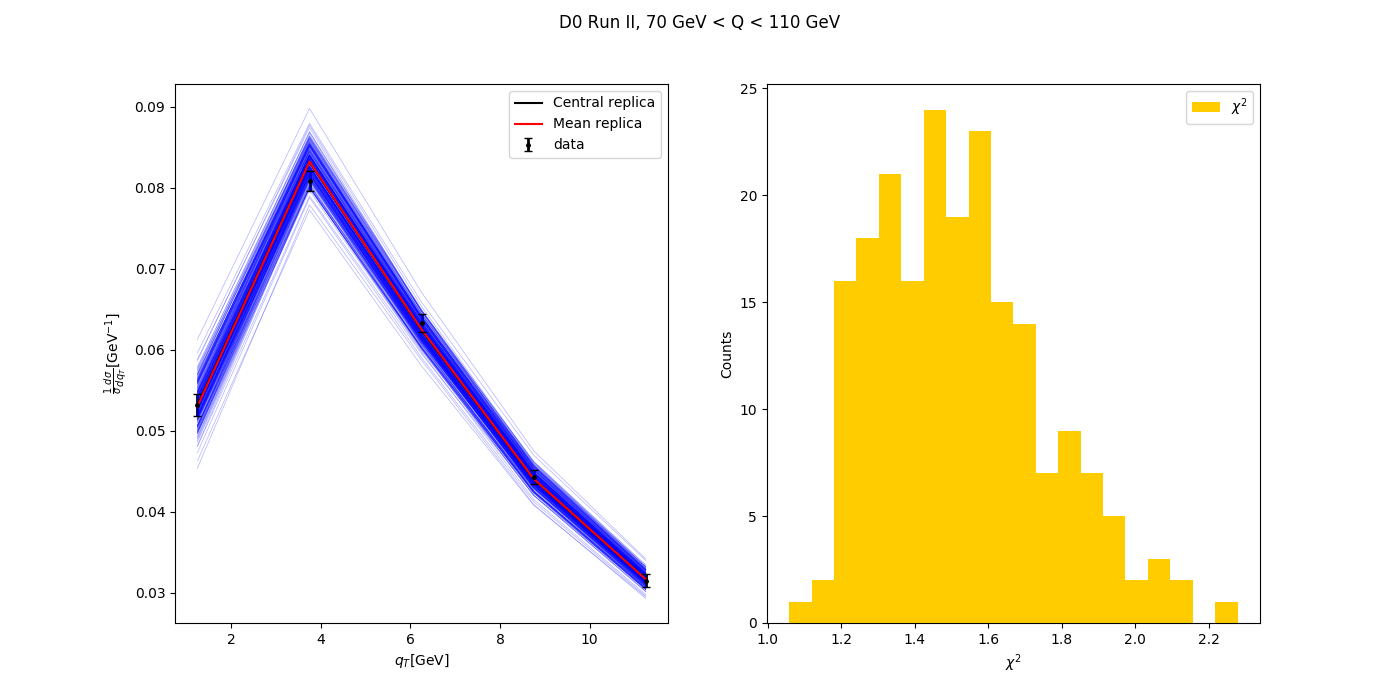 D0 Run II, 70 GeV < Q < 110 GeV
0.09
0.08
0.07
0.06
0.05
0.04
0.03
2
4
6
8
10
1/σ dσ/dq_T [GeV⁻¹]
q_T[GeV]
Central replica
Mean replica
data
25
20
15
10
5
0
1.0
1.2
1.4
1.6
1.8
2.0
2.2
Counts
χ²
χ²